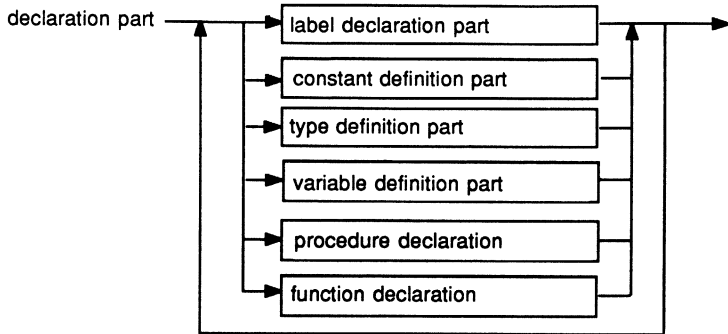 declaration part
label declaration part
constant definition part
type definition part
variable definition part
procedure declaration
function declaration